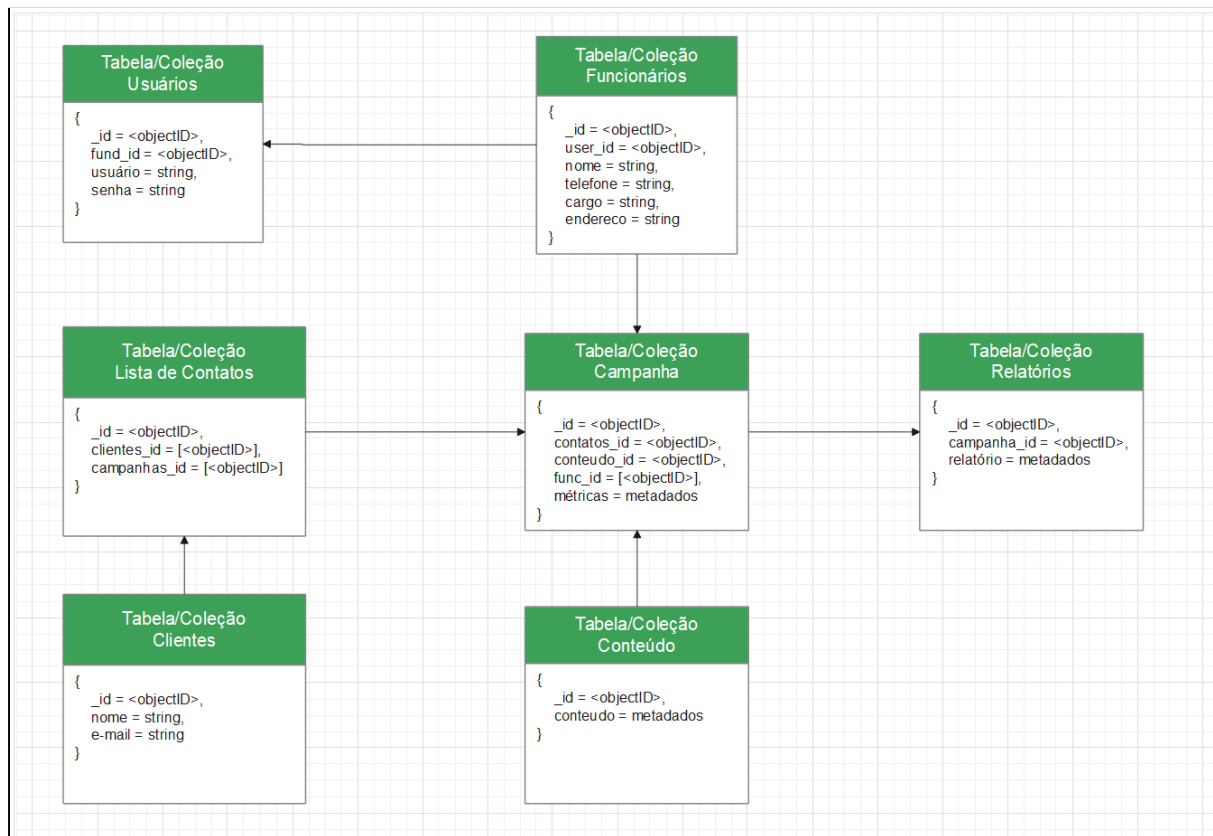 Tabela/Coleção
Usuários
{
_id = <objectID>,
fund_id = <objectID>,
usuário = string,
senha = string
}
Tabela/Coleção
Funcionários
{
_id = <objectID>,
user_id = <objectID>,
nome = string,
telefone = string,
cargo = string,
endereco = string
}
Tabela/Coleção
Lista de Contatos
{
_id = <objectID>,
clientes_id = [<objectID>],
campanhas_id = [<objectID>]
}
Tabela/Coleção
Campanha
{
_id = <objectID>,
contatos_id = <objectID>,
conteudo_id = <objectID>,
func_id = [<objectID>],
métricas = metadados
}
Tabela/Coleção
Relatórios
{
_id = <objectID>,
campanha_id = <objectID>,
relatório = metadados
}
Tabela/Coleção
Clientes
{
_id = <objectID>,
nome = string,
e-mail = string
}
Tabela/Coleção
Conteúdo
{
_id = <objectID>,
conteudo = metadados
}